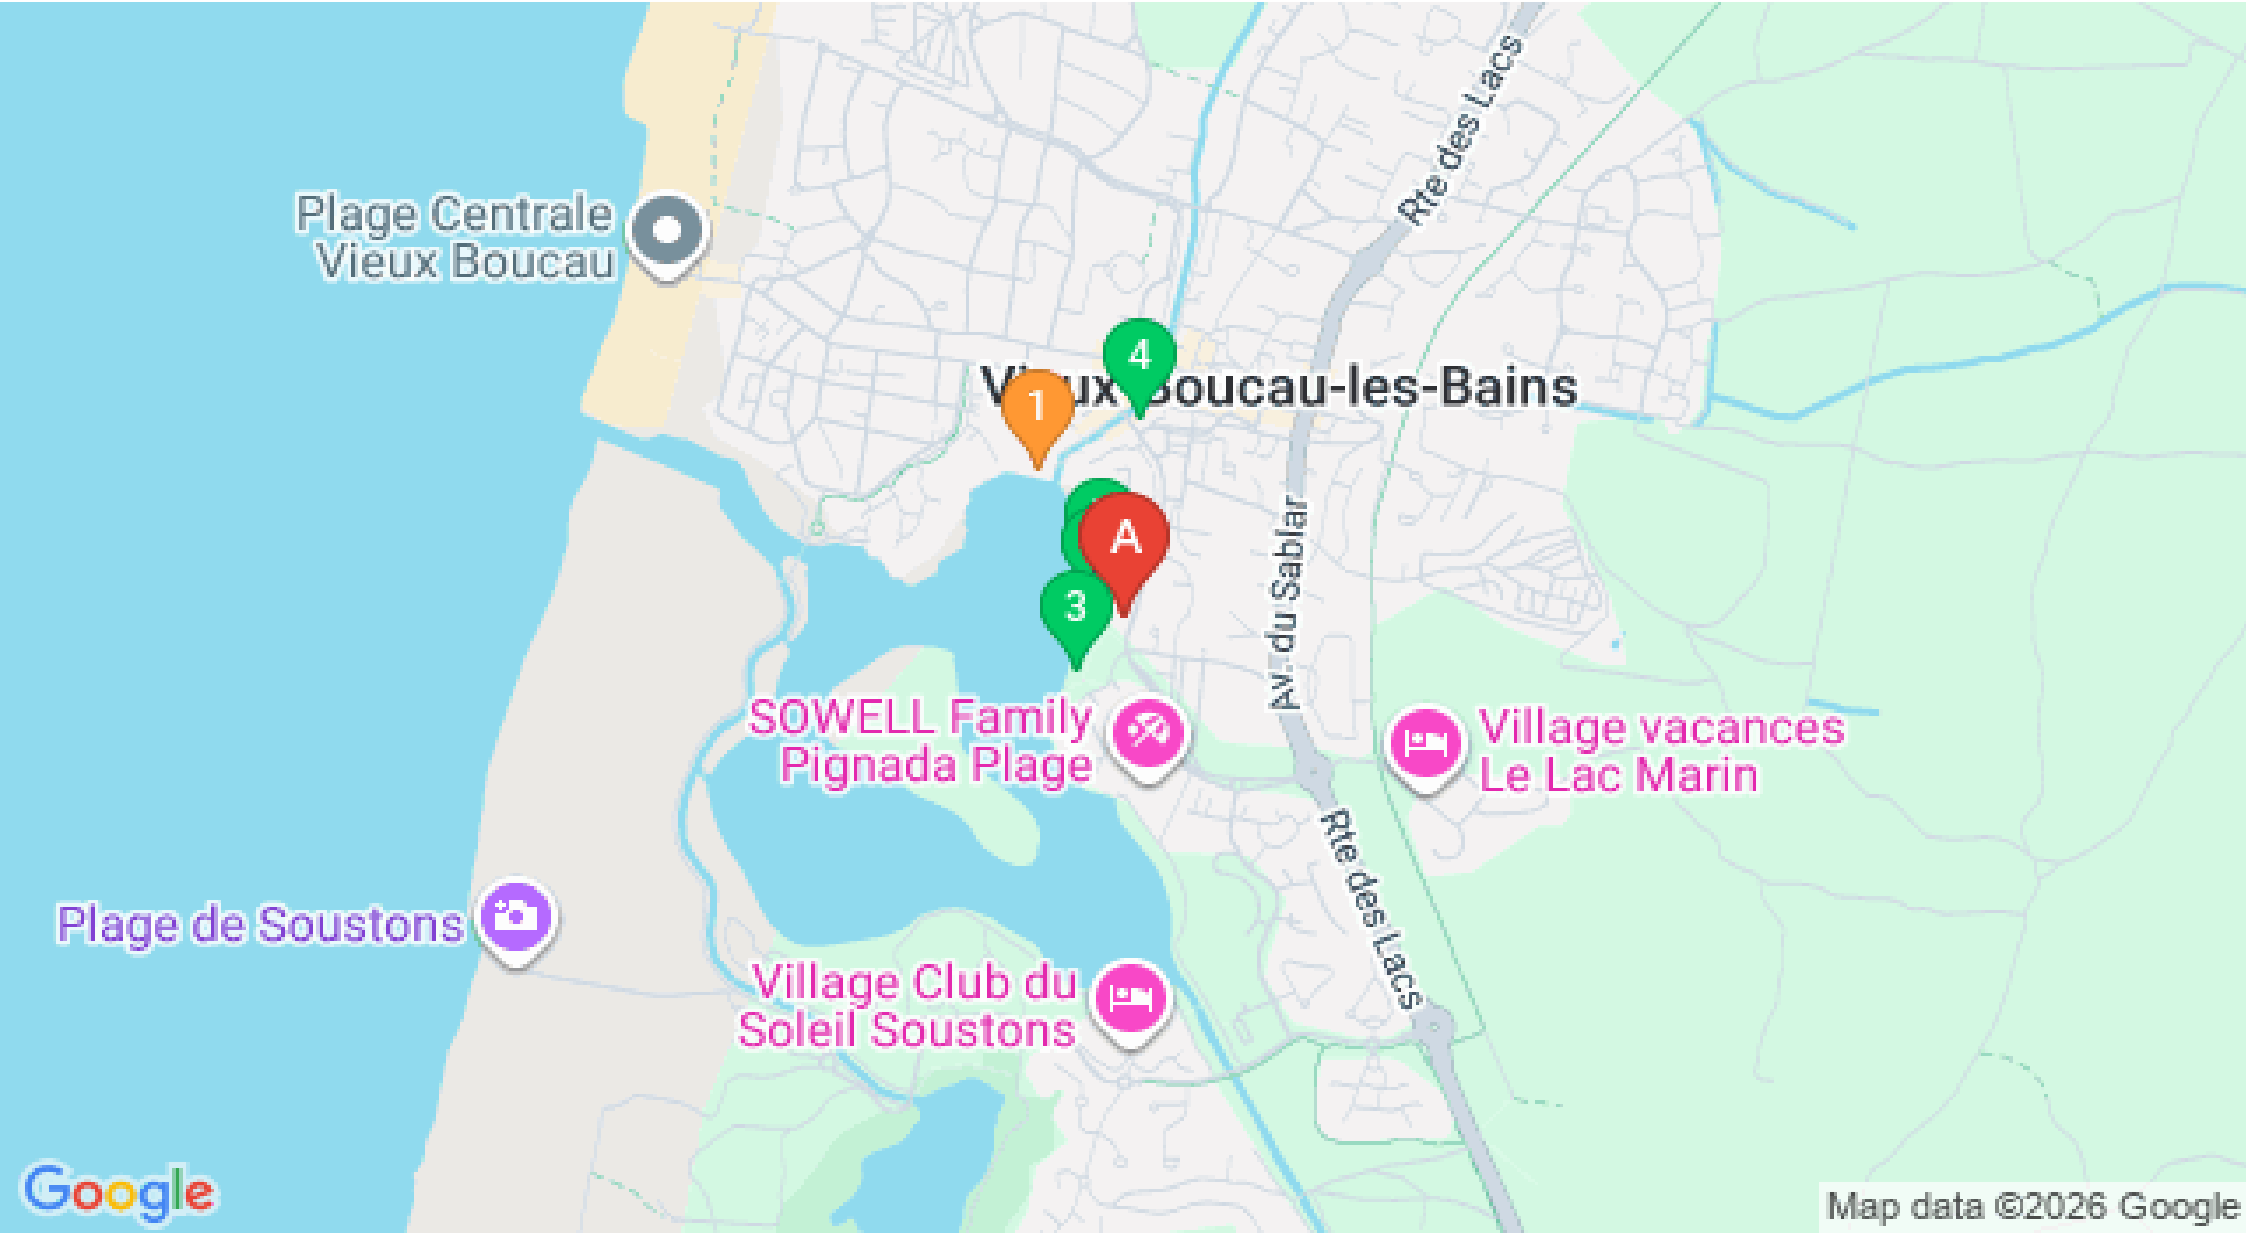 Rte des Lacs
Plage Centrale
Vieux Boucau
4
Vieux-Boucau-les-Bains
1
A
Av. du Sablar
3
SOWELL Family
Pignada Plage
Village vacances
Le Lac Marin
Rte des Lacs
Plage de Soustons
Village Club du
Soleil Soustons
Google
Map data ©2026 Google